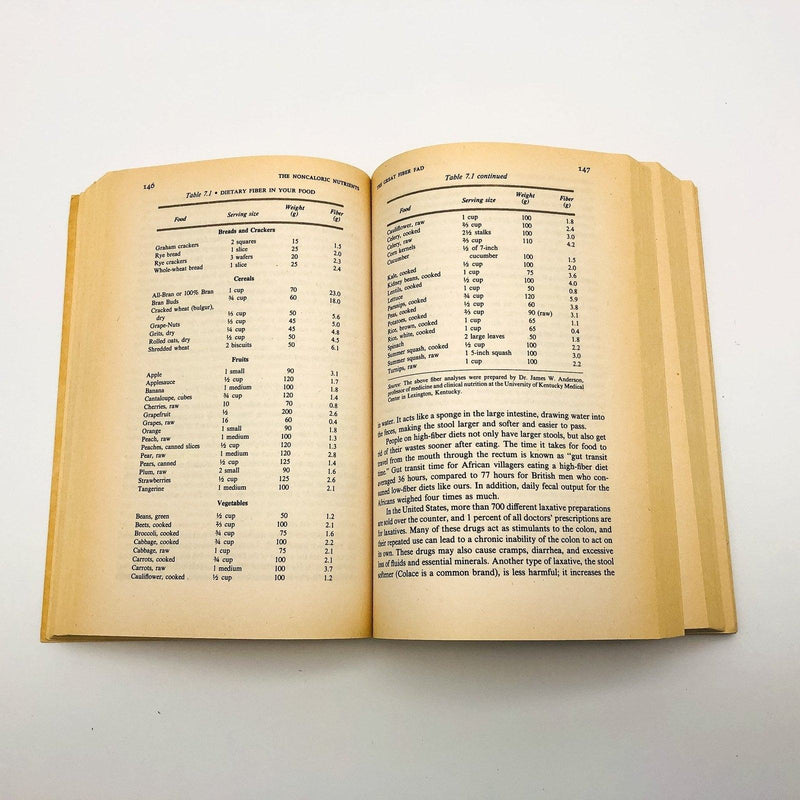 146 THE NONCALORIC NUTRIENTS
Table 7.1 • DIETARY FIBER IN YOUR FOOD
Food Serving size Weight (g) Fiber (g)
Breads and Crackers
Graham crackers 2 squares 15 1.5
Rye bread 1 slice 25 2.0
Rye crackers 3 wafers 20 2.3
Whole-wheat bread 1 slice 25 2.4
Cereals
All-Bran or 100% Bran 1 cup 70 23.0
Bran Buds ¾ cup 60 18.0
Cracked wheat (bulgur),
dry ⅓ cup 50 5.6
Grape-Nuts ⅓ cup 45 5.0
Grits, dry ¼ cup 45 4.8
Rolled oats, dry ½ cup 50 4.5
Shredded wheat 2 biscuits 50 6.1
Fruits
Apple 1 small 90 3.1
Applesauce ½ cup 120 1.7
Banana 1 medium 100 1.8
Cantaloupe, cubes ¾ cup 120 1.4
Cherries, raw 10 70 0.8
Grapefruit ½ 200 2.6
Grapes, raw 16 60 0.4
Orange 1 small 90 1.8
Peach, raw 1 medium 100 1.3
Peaches, canned slices ½ cup 120 1.3
Pear, raw 1 medium 120 2.8
Pears, canned ½ cup 125 1.4
Plum, raw 2 small 90 1.6
Strawberries ½ cup 125 2.6
Tangerine 1 medium 100 2.1
Vegetables
Beans, green ½ cup 50 1.2
Beets, cooked ⅔ cup 100 2.1
Broccoli, cooked ¾ cup 75 1.6
Cabbage, cooked ⅔ cup 100 2.2
Cabbage, raw 1 cup 75 2.1
Carrots, cooked ¾ cup 100 2.1
Carrots, raw 1 medium 100 3.7
Cauliflower, cooked ½ cup 100 1.2
THE GREAT FIBER FAD 147
Table 7.1 continued
Food Serving size Weight (g) Fiber (g)
Cauliflower, raw 1 cup 100 1.8
Celery, cooked ⅔ cup 100 2.4
Celery, raw 2½ stalks 100 3.0
Corn kernels ⅔ cup 110 4.2
Cucumber ½ of 7-inch
cucumber 100 1.5
Kale, cooked ½ cup 100 2.0
Kidney beans, cooked ½ cup 75 3.6
Lentils, cooked ½ cup 100 4.0
Lettuce 1 cup 50 0.8
Parsnips, cooked ¾ cup 120 5.9
Peas, cooked ½ cup 60 3.8
Potatoes, cooked ⅔ cup 90 (raw) 3.1
Rice, brown, cooked 1 cup 65 1.1
Rice, white, cooked 1 cup 65 0.4
Spinach 2 large leaves 50 1.8
Summer squash, cooked ½ cup 100 2.2
Summer squash, raw 1 5-inch squash 100 3.0
Turnips, raw 1 cup 100 2.2
Source: The above fiber analyses were prepared by Dr. James W. Anderson,
professor of medicine and clinical nutrition at the University of Kentucky Medical
Center in Lexington, Kentucky.
in water. It acts like a sponge in the large intestine, drawing water into
the feces, making the stool larger and softer and easier to pass.
People on high-fiber diets not only have larger stools, but also get
rid of their wastes sooner after eating. The time it takes for food to
travel from the mouth through the rectum is known as "gut transit
time." Gut transit time for African villagers eating a high-fiber diet
averaged 36 hours, compared to 77 hours for British men who con-
sumed low-fiber diets like ours. In addition, daily fecal output for the
Africans weighed four times as much.
In the United States, more than 700 different laxative preparations
are sold over the counter, and 1 percent of all doctors' prescriptions are
for laxatives. Many of these drugs act as stimulants to the colon, and
their repeated use can lead to a chronic inability of the colon to act on
its own. These drugs may also cause cramps, diarrhea, and excessive
loss of fluids and essential minerals. Another type of laxative, the stool
softener (Colace is a common brand), is less harmful; it increases the